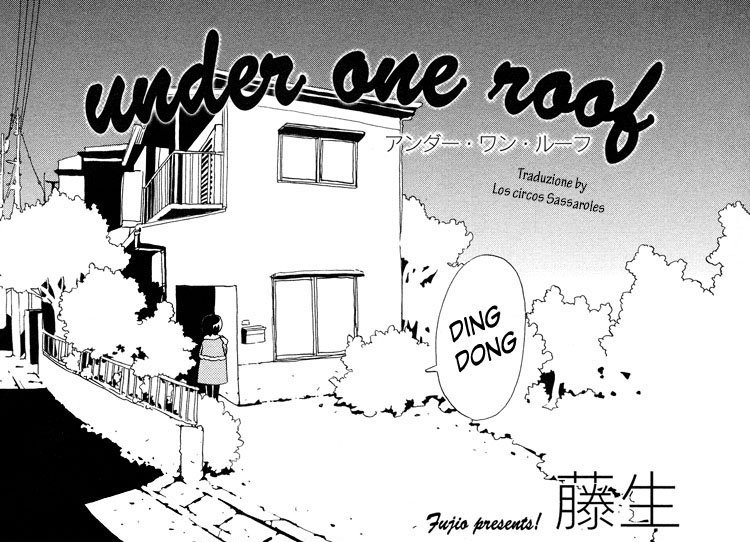 under one roof
アンダー・ワン・ルーフ
Traduzione by
Los circos Sassaroles
DING
DONG
Fujio presents!
藤生